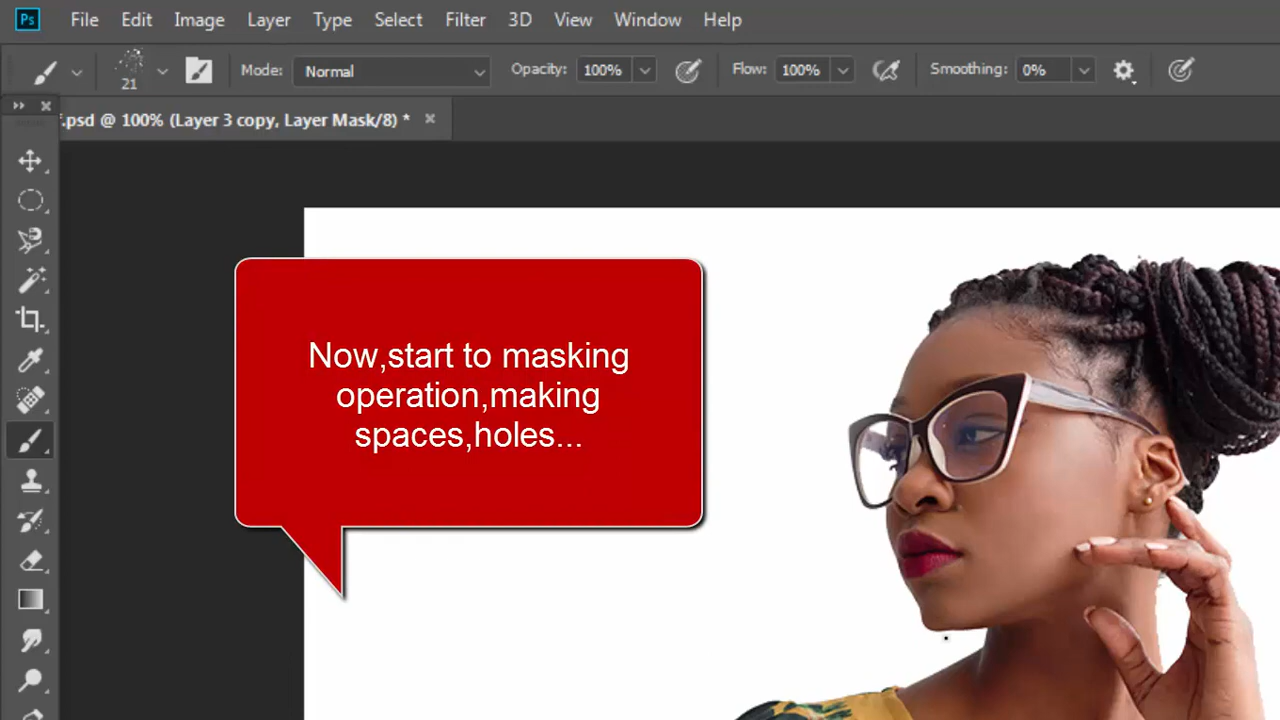 Ps File Edit Image Layer Type Select Filter 3D View Window Help
21 Mode: Normal Opacity: 100% Flow: 100% Smoothing: 0%
f.psd @ 100% (Layer 3 copy, Layer Mask/8) *
Now,start to masking
operation,making
spaces,holes...